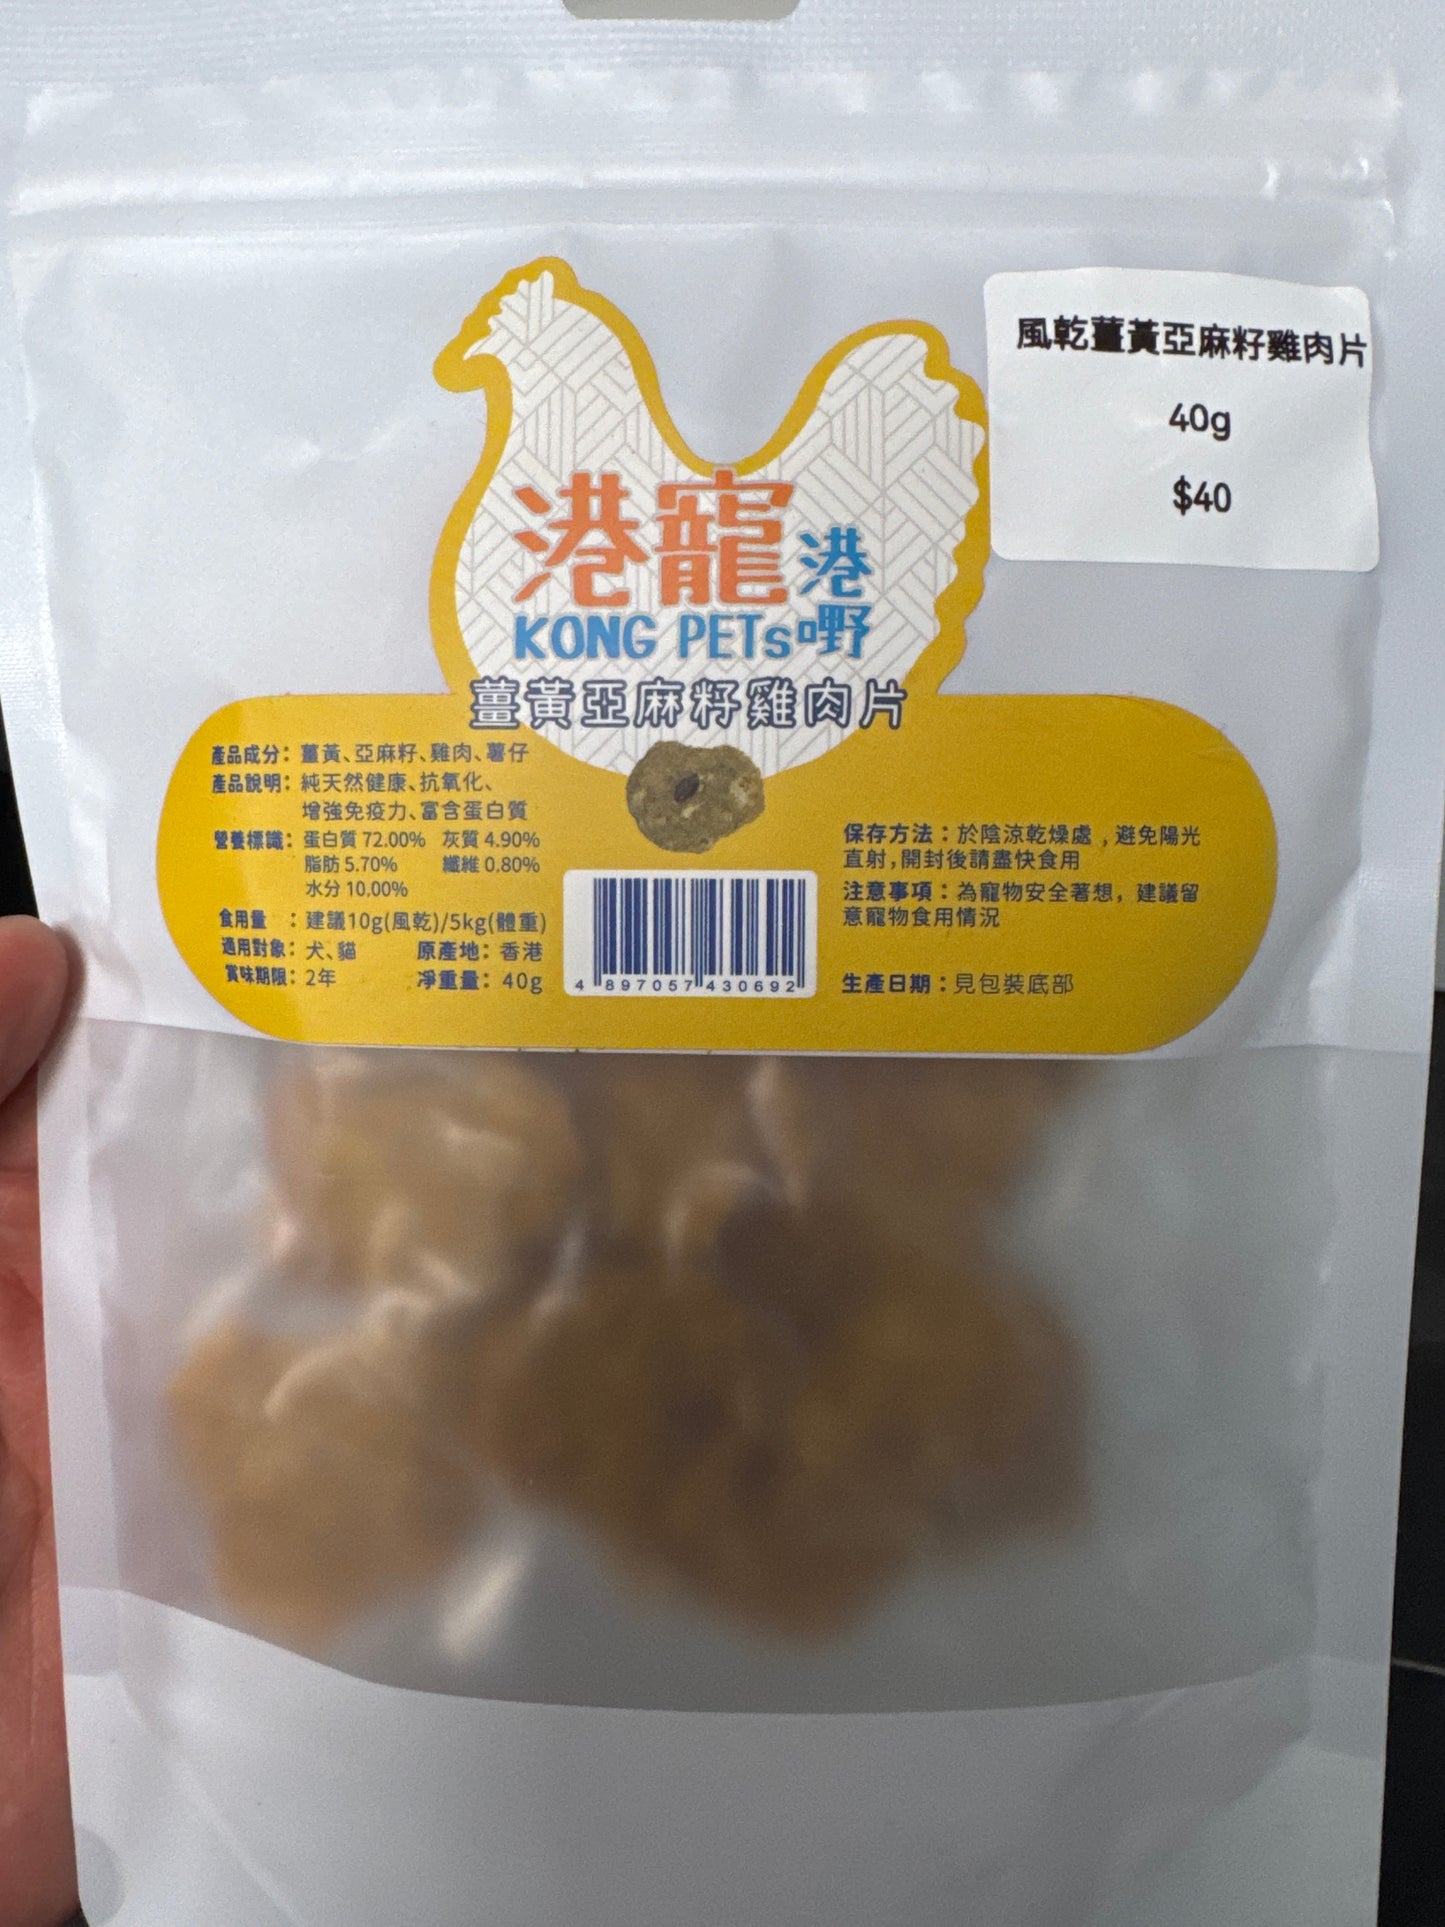 風乾薑黃亞麻籽雞肉片
40g
$40
港寵港嘢
KONG PETs
薑黃亞麻籽雞肉片
產品成分：薑黃、亞麻籽、雞肉、薯仔
產品說明：純天然健康、抗氧化、
增強免疫力、富含蛋白質
營養標識：蛋白質 72.00% 灰質 4.90%
脂肪 5.70% 纖維 0.80%
水分 10.00%
食用量 ：建議10g(風乾)/5kg(體重)
適用對象：犬、貓 原產地：香港
賞味期限：2年 淨重量：40g
4 897057 430692
保存方法：於陰涼乾燥處，避免陽光
直射，開封後請盡快食用
注意事項：為寵物安全著想，建議留
意寵物食用情況
生產日期：見包裝底部